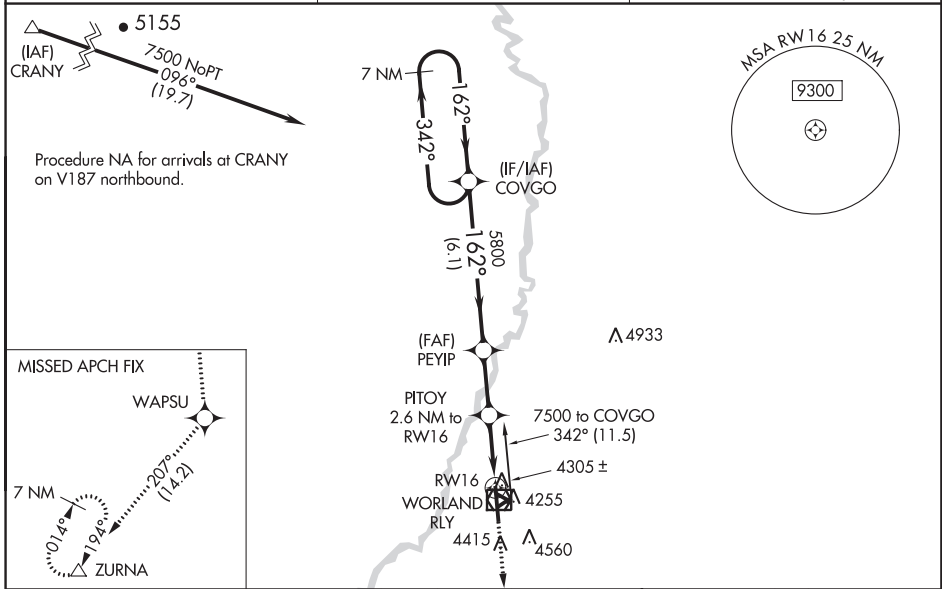 5155
(IAF)
CRANY
7500 NoPT
096°
(19.7)
Procedure NA for arrivals at CRANY
on V187 northbound.
7 NM
162°
342°
(IF/IAF)
COVGO
5800
162°
(6.1)
MSA RW16 25 NM
9300
(FAF)
PEYIP
4933
PITOY
2.6 NM to
RW16
7500 to COVGO
342° (11.5)
4305 ±
RW16
WORLAND
RLY
4255
4415
4560
MISSED APCH FIX
WAPSU
207°
(14.2)
7 NM
014°
194°
ZURNA